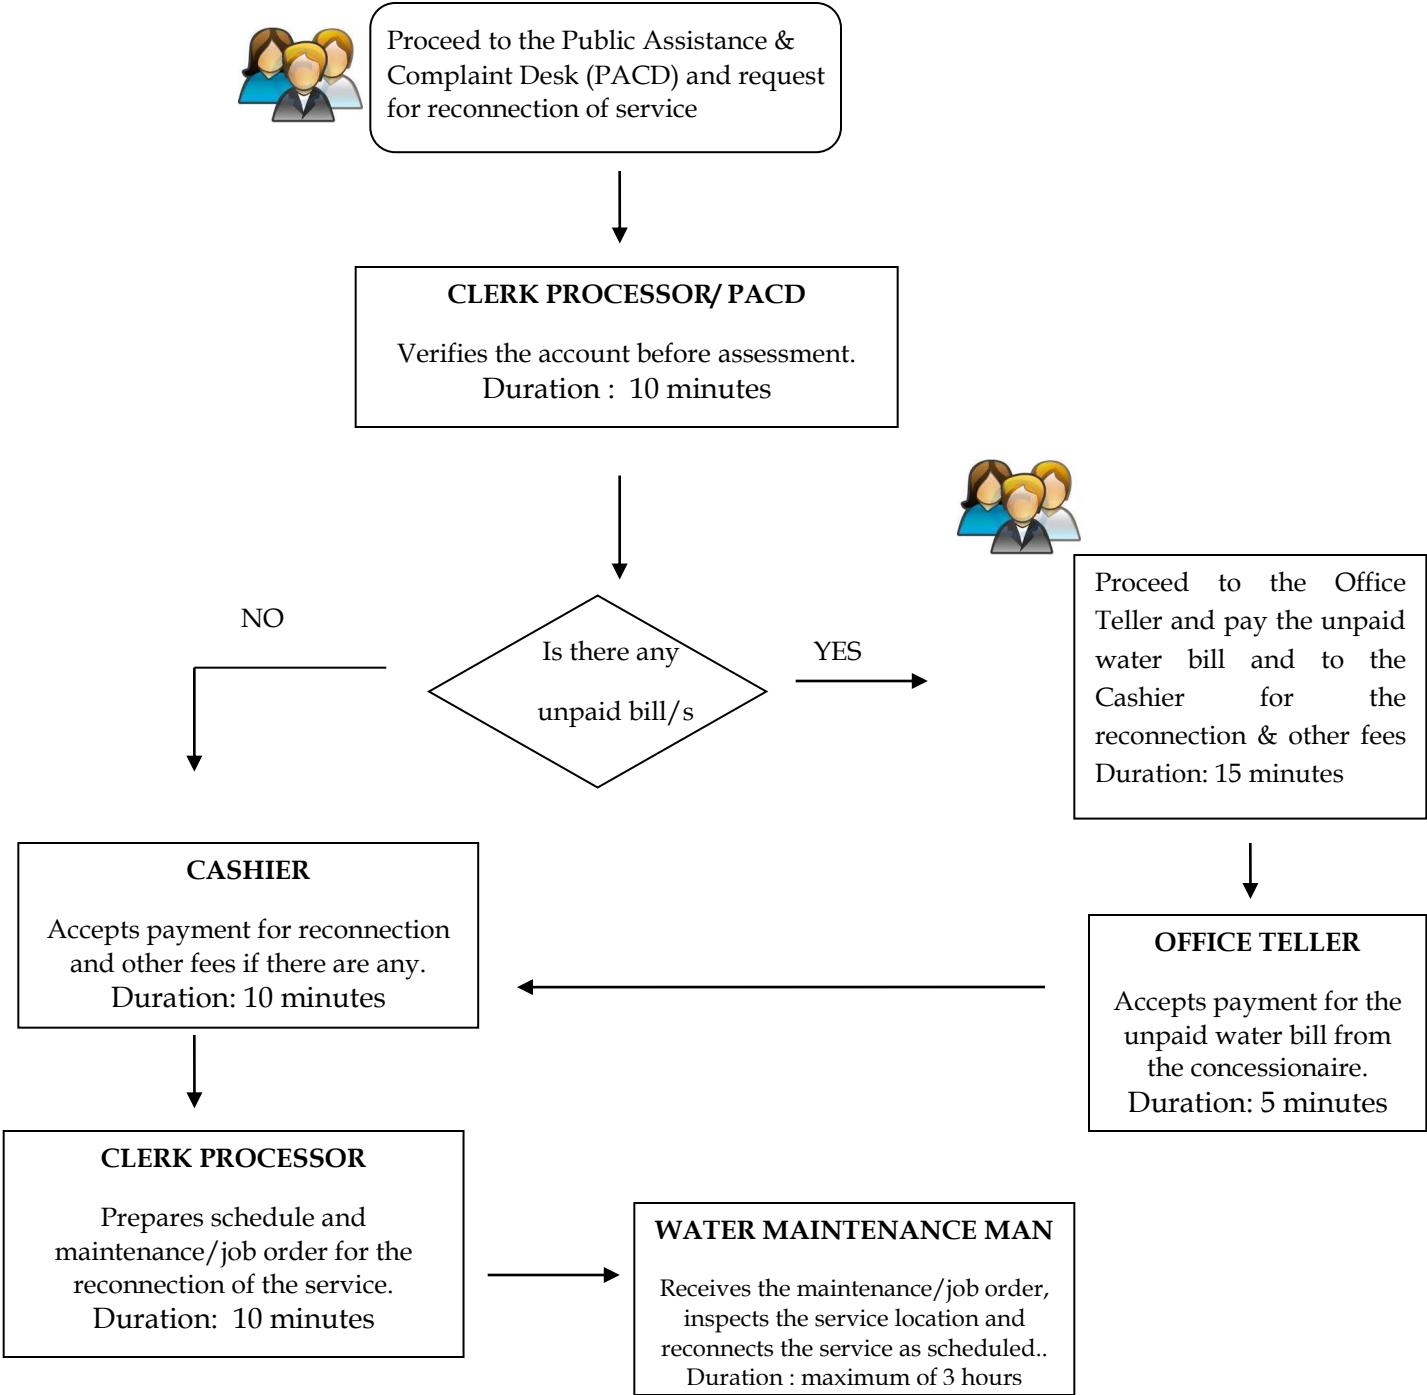 Proceed to the Public Assistance &
Complaint Desk (PACD) and request
for reconnection of service
CLERK PROCESSOR/ PACD
Verifies the account before assessment.
Duration :  10 minutes
NO
Is there any
unpaid bill/s
YES
Proceed to the Office
Teller and pay the unpaid
water bill and to the
Cashier for the
reconnection & other fees
Duration: 15 minutes
CASHIER
Accepts payment for reconnection
and other fees if there are any.
Duration: 10 minutes
OFFICE TELLER
Accepts payment for the
unpaid water bill from
the concessionaire.
Duration: 5 minutes
CLERK PROCESSOR
Prepares schedule and
maintenance/job order for the
reconnection of the service.
Duration:  10 minutes
WATER MAINTENANCE MAN
Receives the maintenance/job order,
inspects the service location and
reconnects the service as scheduled..
Duration : maximum of 3 hours